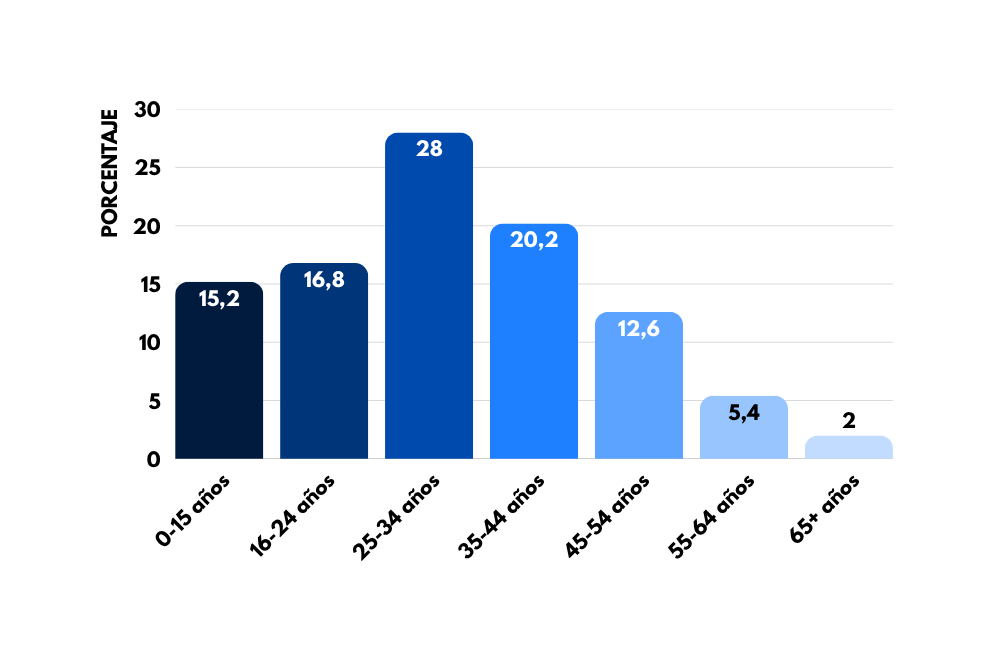 PORCENTAJE
30
25
20
15
10
5
0
15,2
16,8
28
20,2
12,6
5,4
2
0-15 años
16-24 años
25-34 años
35-44 años
45-54 años
55-64 años
65+ años